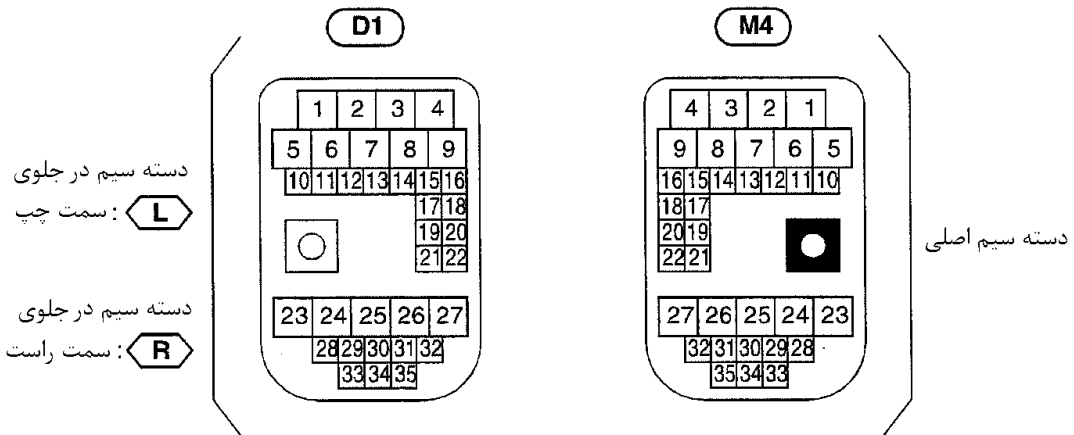 D1
M4
1 2 3 4
5 6 7 8 9
10 11 12 13 14 15 16
17 18
19 20
21 22
23 24 25 26 27
28 29 30 31 32
33 34 35
4 3 2 1
9 8 7 6 5
16 15 14 13 12 11 10
18 17
20 19
22 21
27 26 25 24 23
32 31 30 29 28
35 34 33
دسته سیم در جلوی
L : سمت چپ
دسته سیم در جلوی
R : سمت راست
دسته سیم اصلی